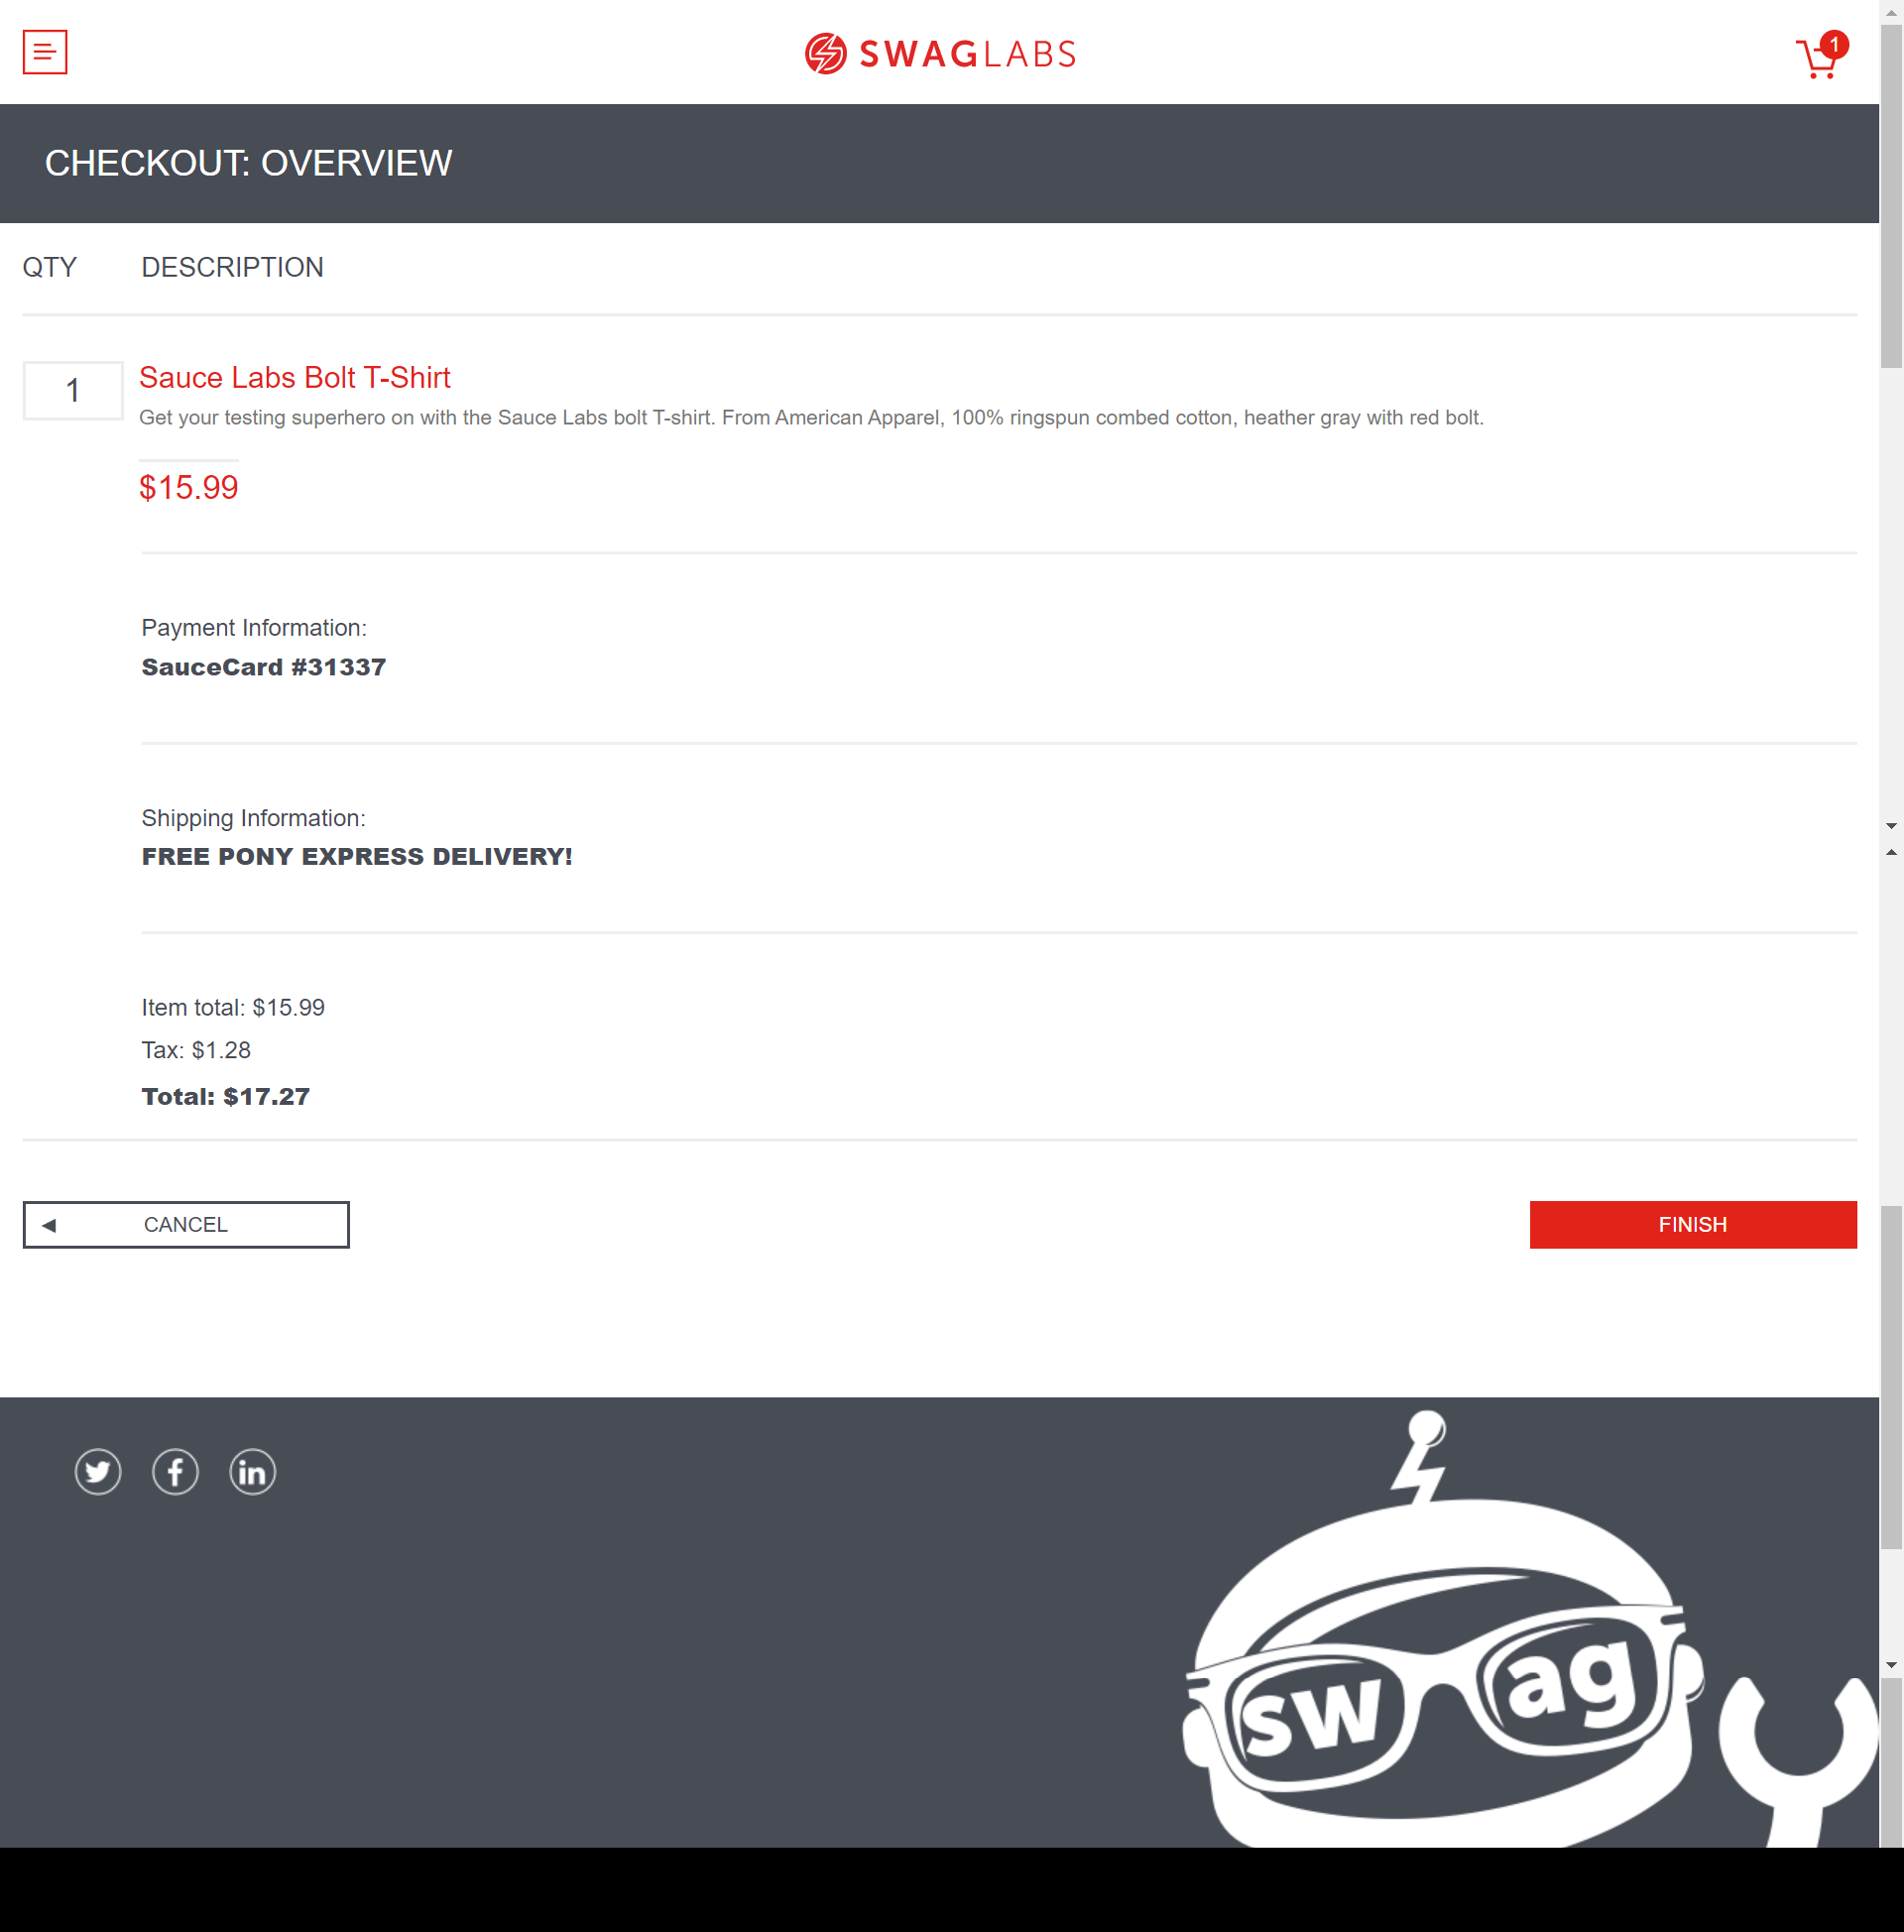 SWAGLABS
1
CHECKOUT: OVERVIEW
QTY DESCRIPTION
1
Sauce Labs Bolt T-Shirt
Get your testing superhero on with the Sauce Labs bolt T-shirt. From American Apparel, 100% ringspun combed cotton, heather gray with red bolt.
$15.99
Payment Information:
SauceCard #31337
Shipping Information:
FREE PONY EXPRESS DELIVERY!
Item total: $15.99
Tax: $1.28
Total: $17.27
CANCEL
FINISH
in
sw ag